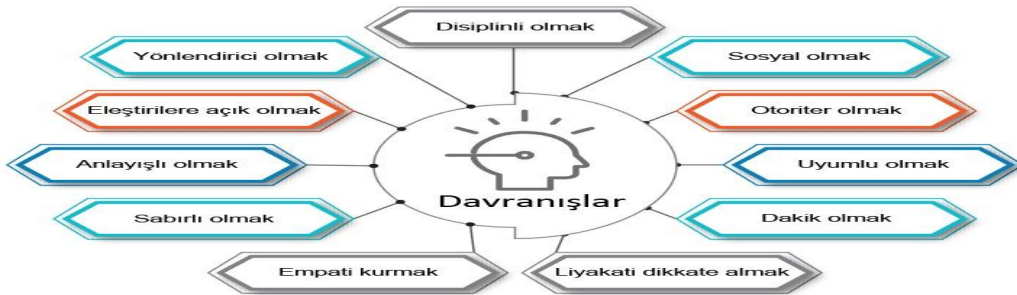 Disiplinli olmak
Yönlendirici olmak
Sosyal olmak
Eleştirilere açık olmak
Otoriter olmak
Anlayışlı olmak
Uyumlu olmak
Davranışlar
Sabırlı olmak
Dakik olmak
Empati kurmak
Liyakati dikkate almak